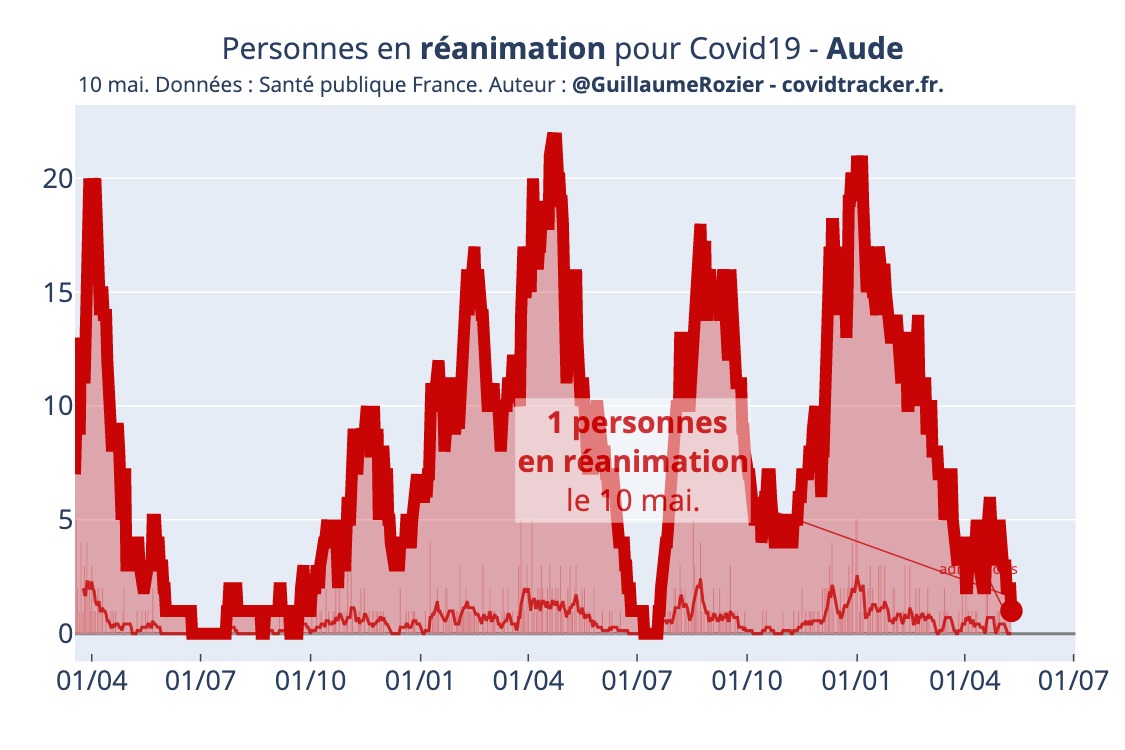 Personnes en réanimation pour Covid19 - Aude
10 mai. Données : Santé publique France. Auteur : @GuillaumeRozier - covidtracker.fr.
20
15
10
5
0
1 personnes
en réanimation
le 10 mai.
01/04 01/07 01/10 01/01 01/04 01/07 01/10 01/01 01/04 01/07